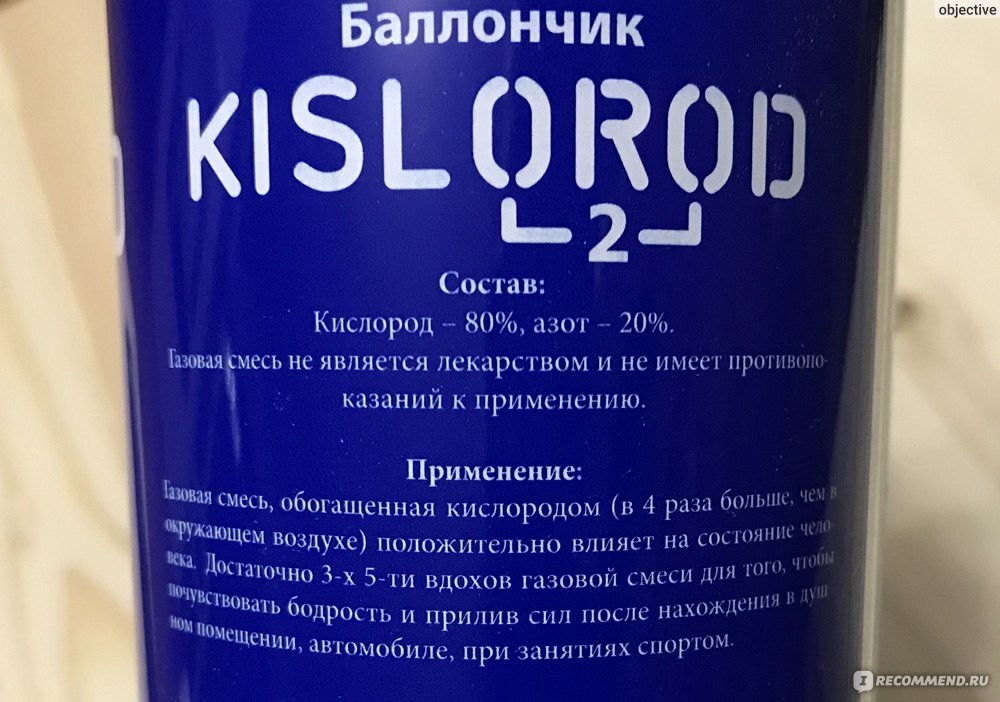 objective
Баллончик
KISLOROD
2
Состав:
Кислород – 80%, азот – 20%.
Газовая смесь не является лекарством и не имеет противопо-
казаний к применению.
Применение:
Газовая смесь, обогащенная кислородом (в 4 раза больше, чем в
окружающем воздухе) положительно влияет на состояние чело-
века. Достаточно 3-х 5-ти вдохов газовой смеси для того, чтобы
почувствовать бодрость и прилив сил после нахождения в душ
ном помещении, автомобиле, при занятиях спортом.
I RECOMMEND.RU